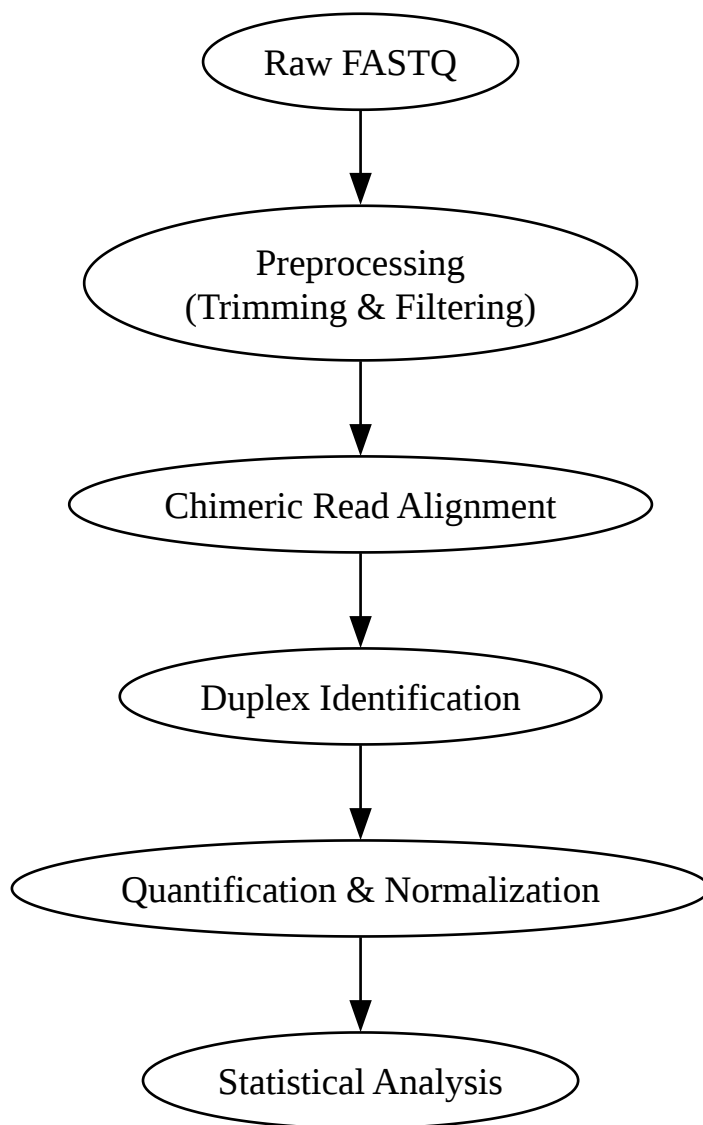 Raw FASTQ
Preprocessing
(Trimming & Filtering)
Chimeric Read Alignment
Duplex Identification
Quantification & Normalization
Statistical Analysis